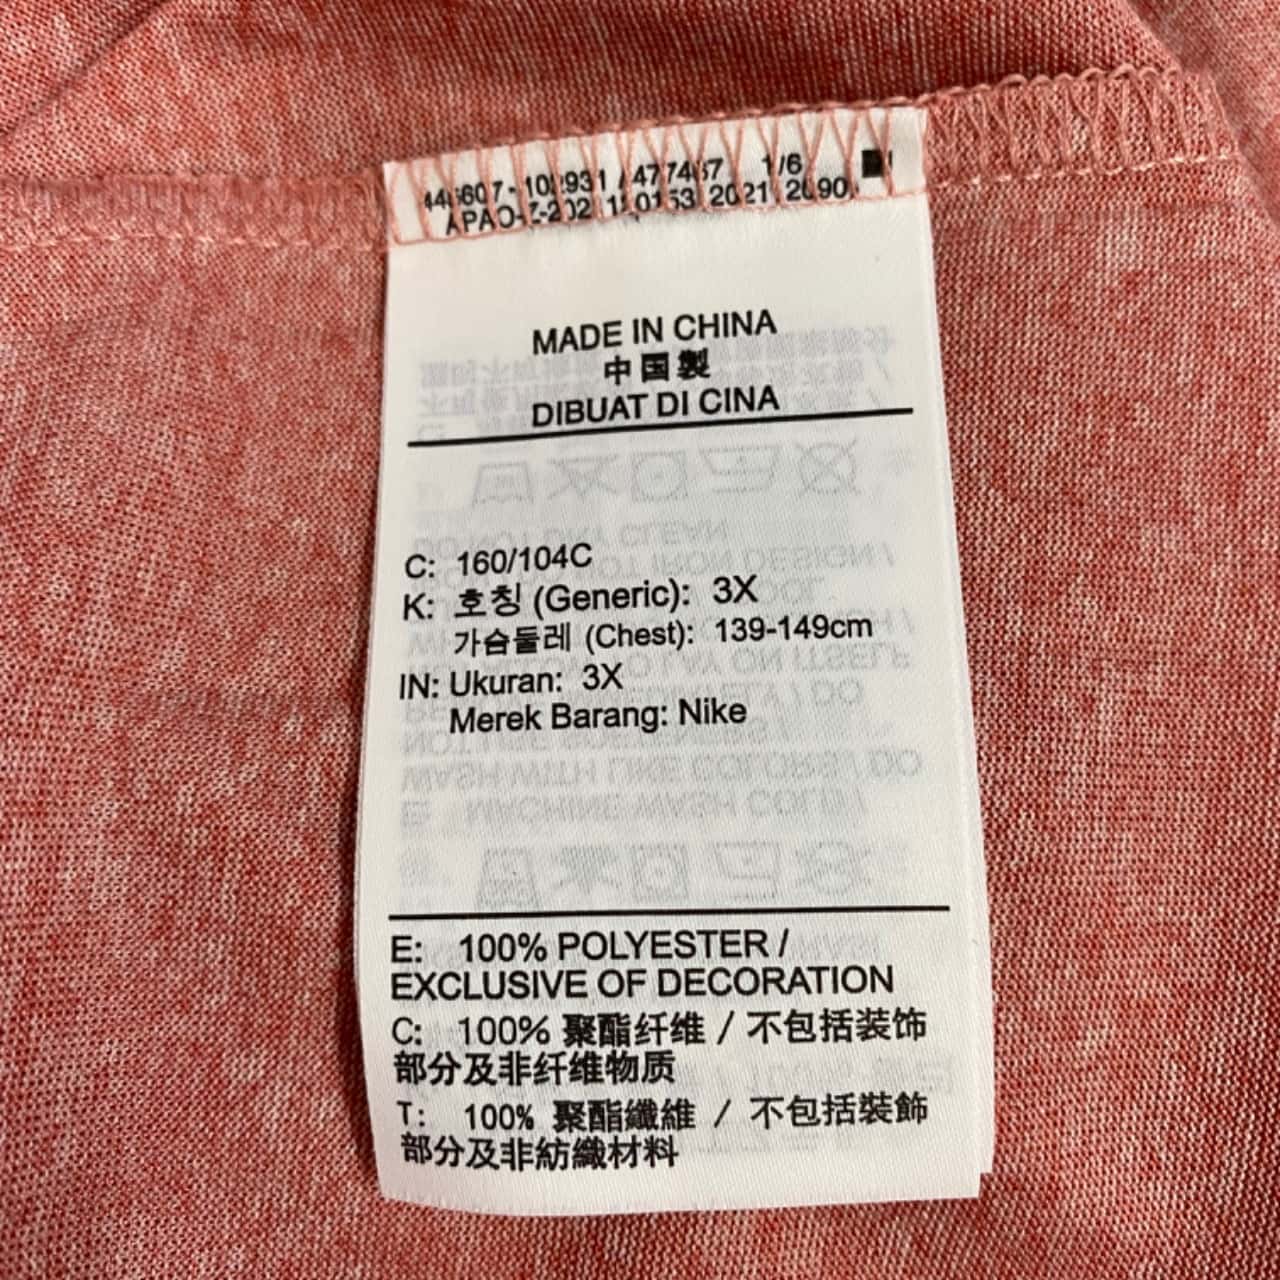 MADE IN CHINA
中国製
DIBUAT DI CINA
C: 160/104C
K: 호칭 (Generic): 3X
가슴둘레 (Chest): 139-149cm
IN: Ukuran: 3X
Merek Barang: Nike
E: 100% POLYESTER /
EXCLUSIVE OF DECORATION
C: 100% 聚酯纤维 / 不包括装饰
部分及非纤维物质
T: 100% 聚酯纖維 / 不包括裝飾
部分及非紡織材料